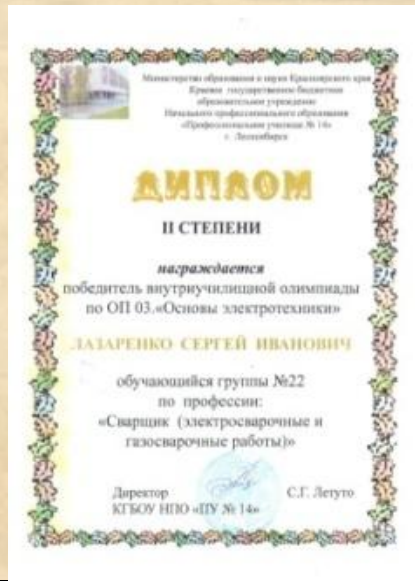 Министерство образования и науки Красноярского края
Краевое государственное бюджетное
образовательное учреждение
Начального профессионального образования
«Профессиональное училище № 14»
г. Лесосибирск
ДИПЛОМ
II СТЕПЕНИ
награждается
победитель внутриучилищной олимпиады
по ОП 03.«Основы электротехники»
ЛАЗАРЕНКО СЕРГЕЙ ИВАНОВИЧ
обучающийся группы №22
по профессии:
«Сварщик (электросварочные и
газосварочные работы)»
Директор С.Г. Летуто
КГБОУ НПО «ПУ № 14»